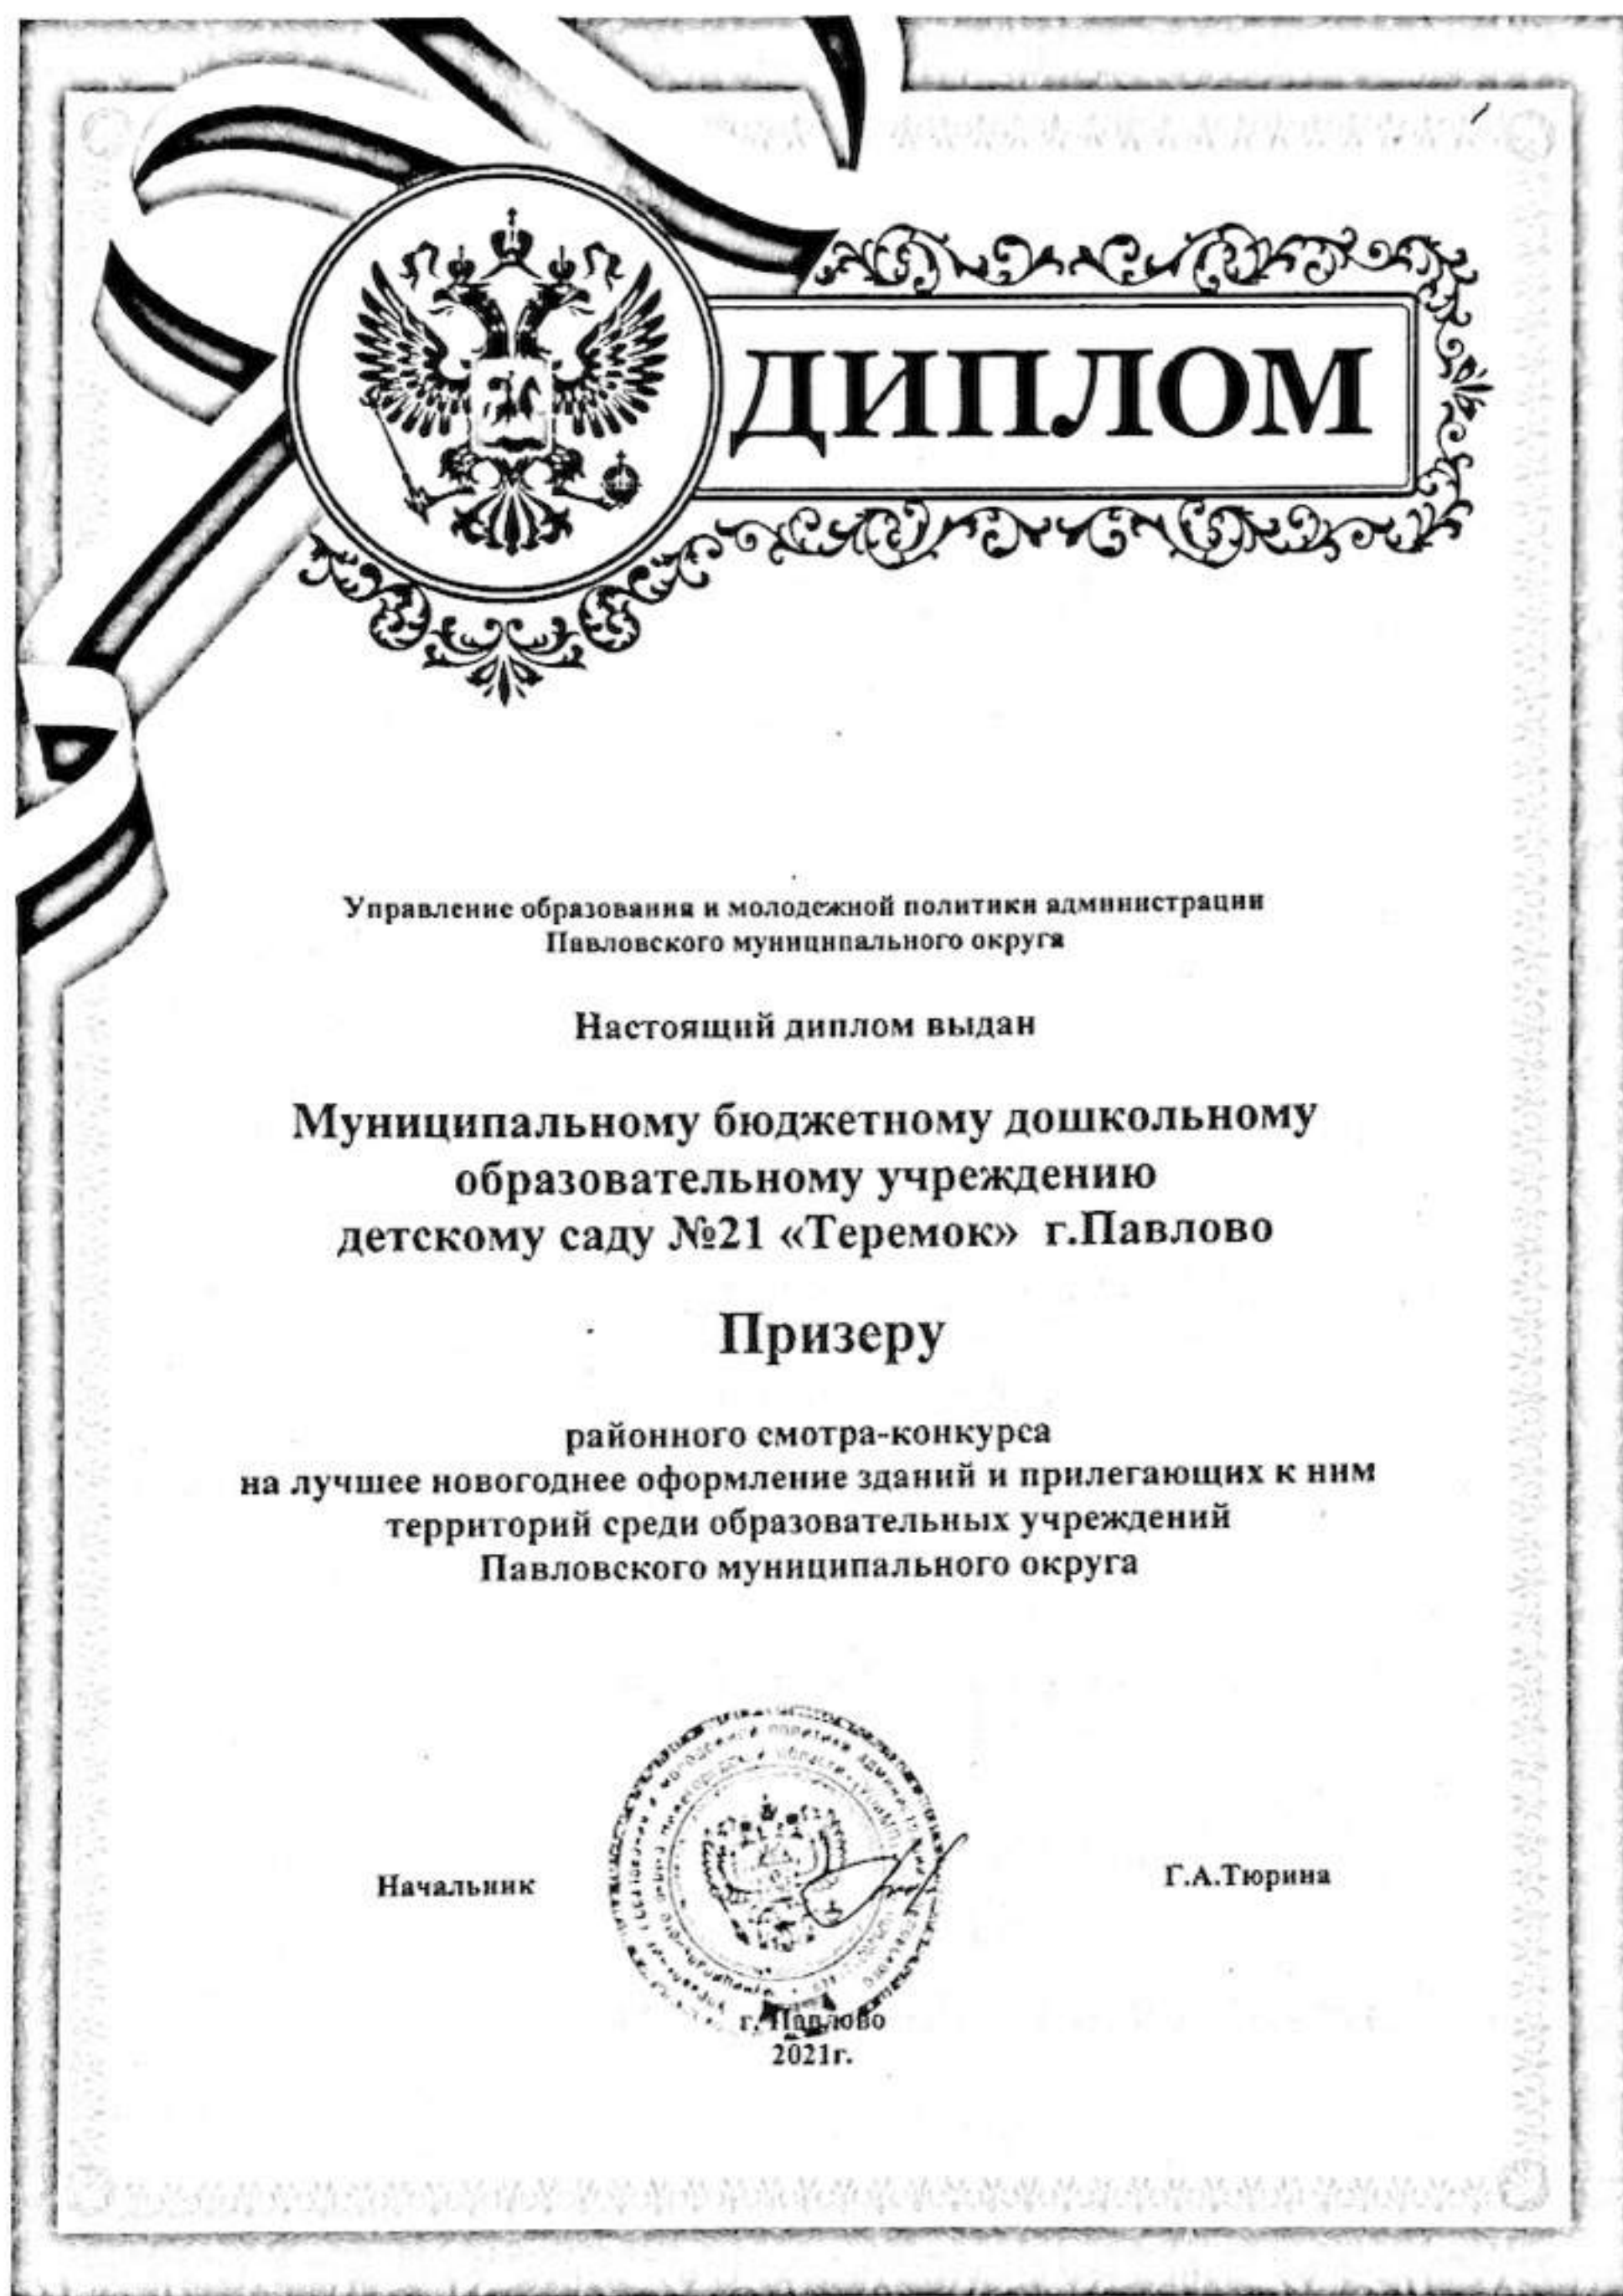 ДИПЛОМ
Управление образования и молодежной политики администрации
Павловского муниципального округа
Настоящий диплом выдан
Муниципальному бюджетному дошкольному
образовательному учреждению
детскому саду №21 «Теремок» г.Павлово
Призеру
районного смотра-конкурса
на лучшее новогоднее оформление зданий и прилегающих к ним
территорий среди образовательных учреждений
Павловского муниципального округа
Начальник
Г.А.Тюрина
г. Павлово
2021г.